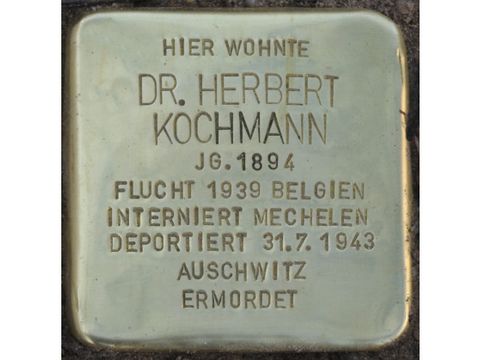 HIER WOHNTE
DR. HERBERT
KOCHMANN
JG. 1894
FLUCHT 1939 BELGIEN
INTERNIERT MECHELEN
DEPORTIERT 31.7.1943
AUSCHWITZ
ERMORDET